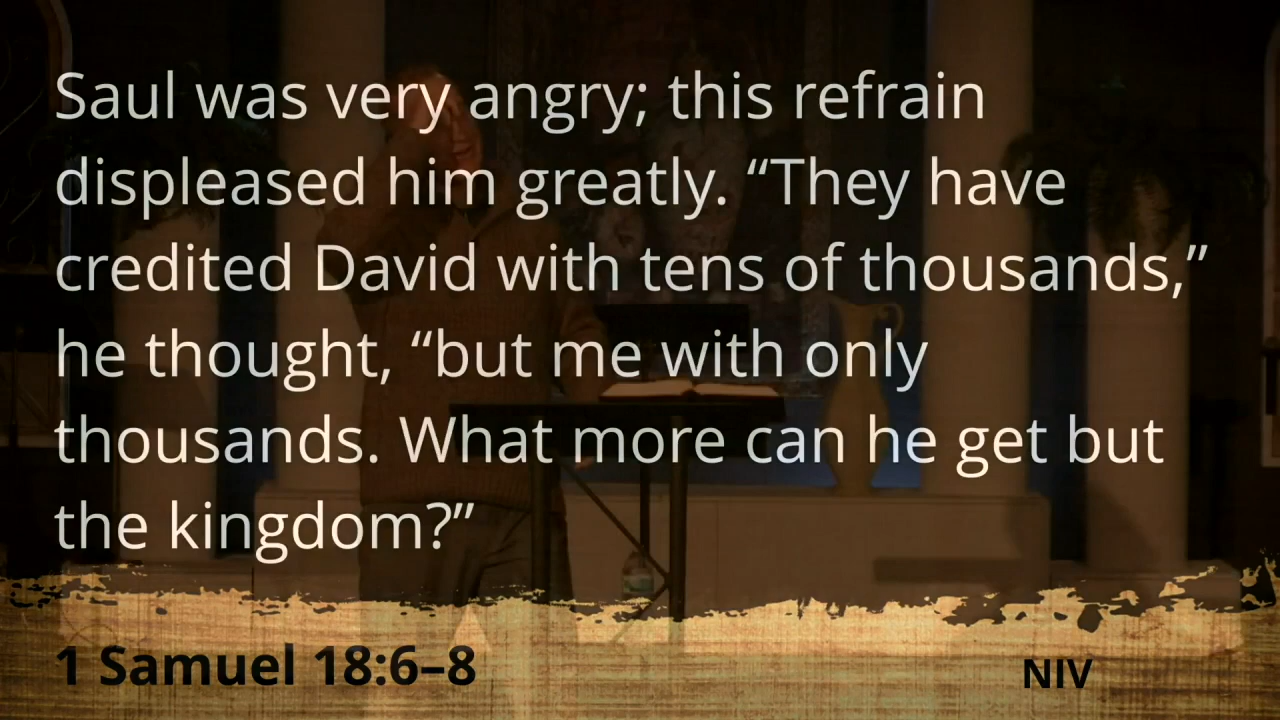 Saul was very angry; this refrain
displeased him greatly. “They have
credited David with tens of thousands,”
he thought, “but me with only
thousands. What more can he get but
the kingdom?”
1 Samuel 18:6–8
NIV